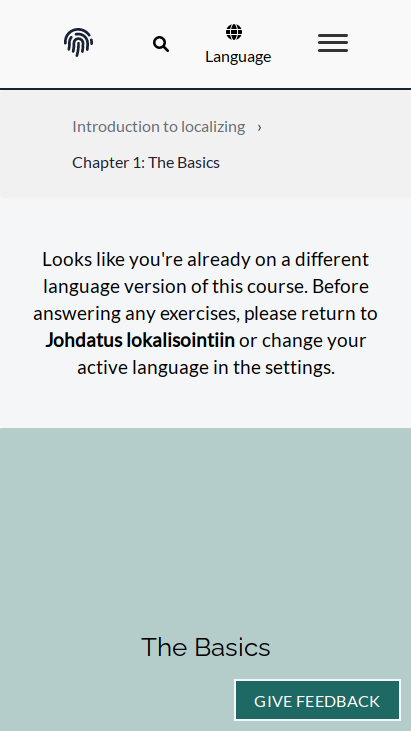 Language
Introduction to localizing ›
Chapter 1: The Basics
Looks like you're already on a different
language version of this course. Before
answering any exercises, please return to
Johdatus lokalisointiin or change your
active language in the settings.
The Basics
GIVE FEEDBACK